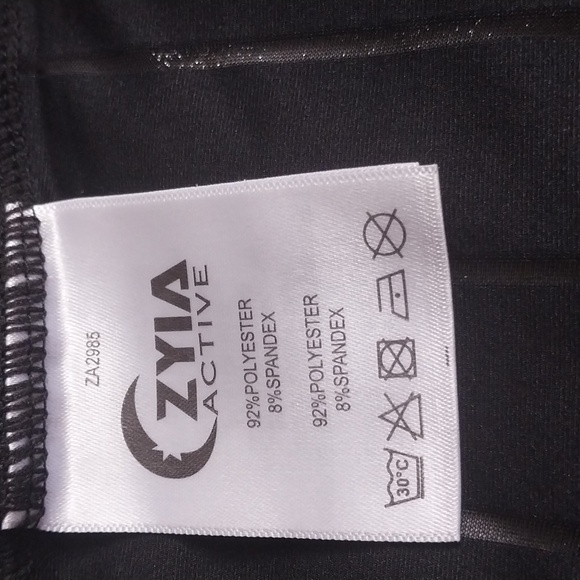 ZA2985
ZYIA
ACTIVE
92%POLYESTER
8%SPANDEX
92%POLYESTER
8%SPANDEX
30°C